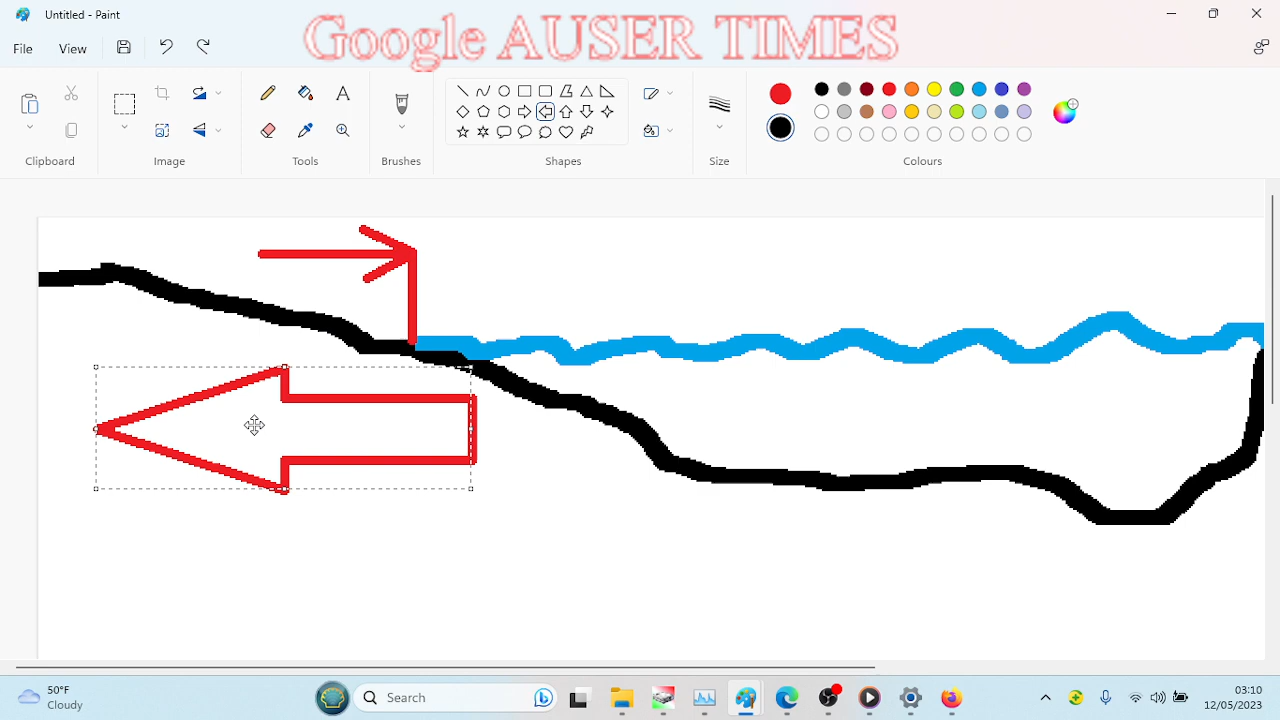 Untitled - Paint
Google AUSER TIMES
File View
Clipboard Image Tools Brushes Shapes Size Colours
50°F
Cloudy
Search
03:10
12/05/2023